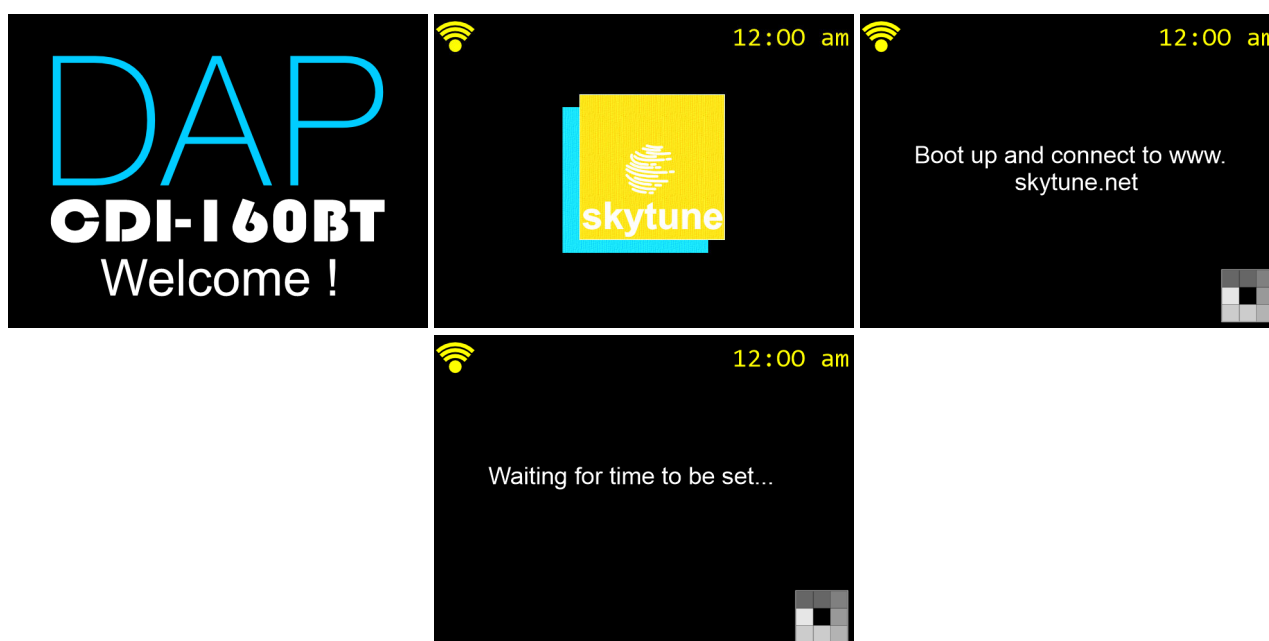 DAP
CDI-160BT
Welcome !
12:00 am
skytune
12:00 am
Boot up and connect to www.
skytune.net
12:00 am
Waiting for time to be set...